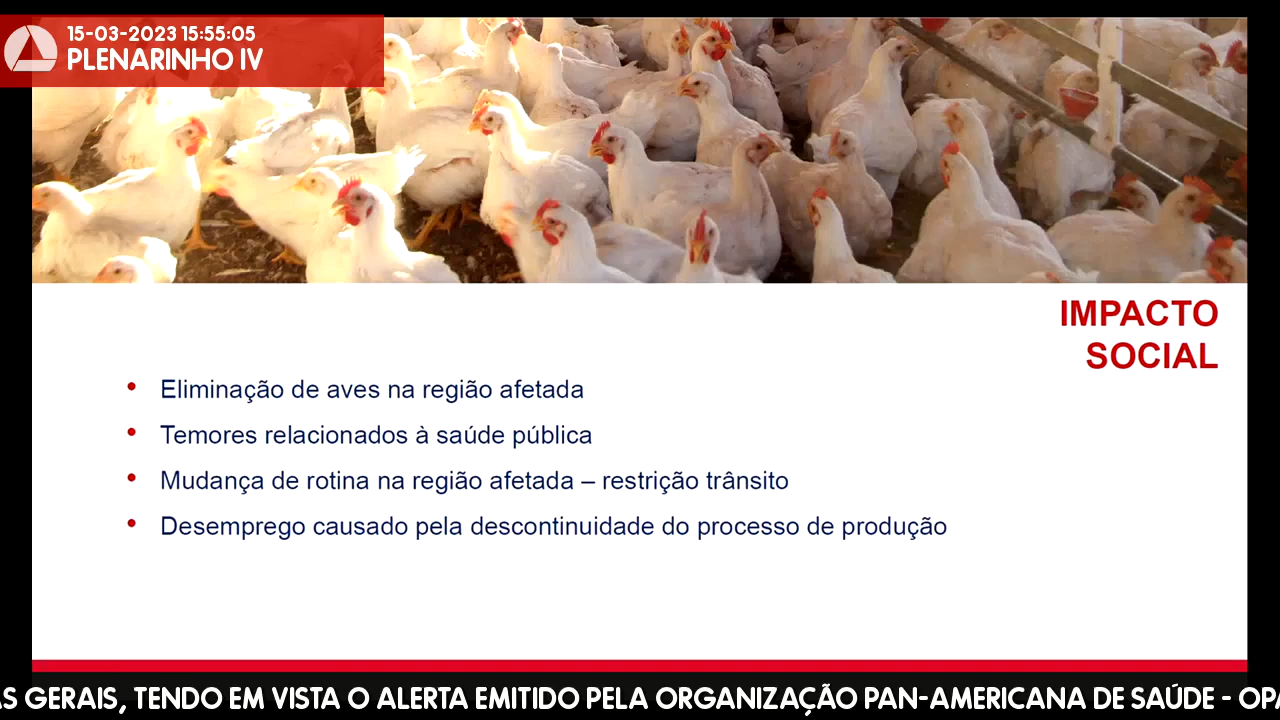 15-03-2023 15:55:05
PLENARINHO IV
IMPACTO
SOCIAL
• Eliminação de aves na região afetada
• Temores relacionados à saúde pública
• Mudança de rotina na região afetada – restrição trânsito
• Desemprego causado pela descontinuidade do processo de produção
GERAIS, TENDO EM VISTA O ALERTA EMITIDO PELA ORGANIZAÇÃO PAN-AMERICANA DE SAÚDE -